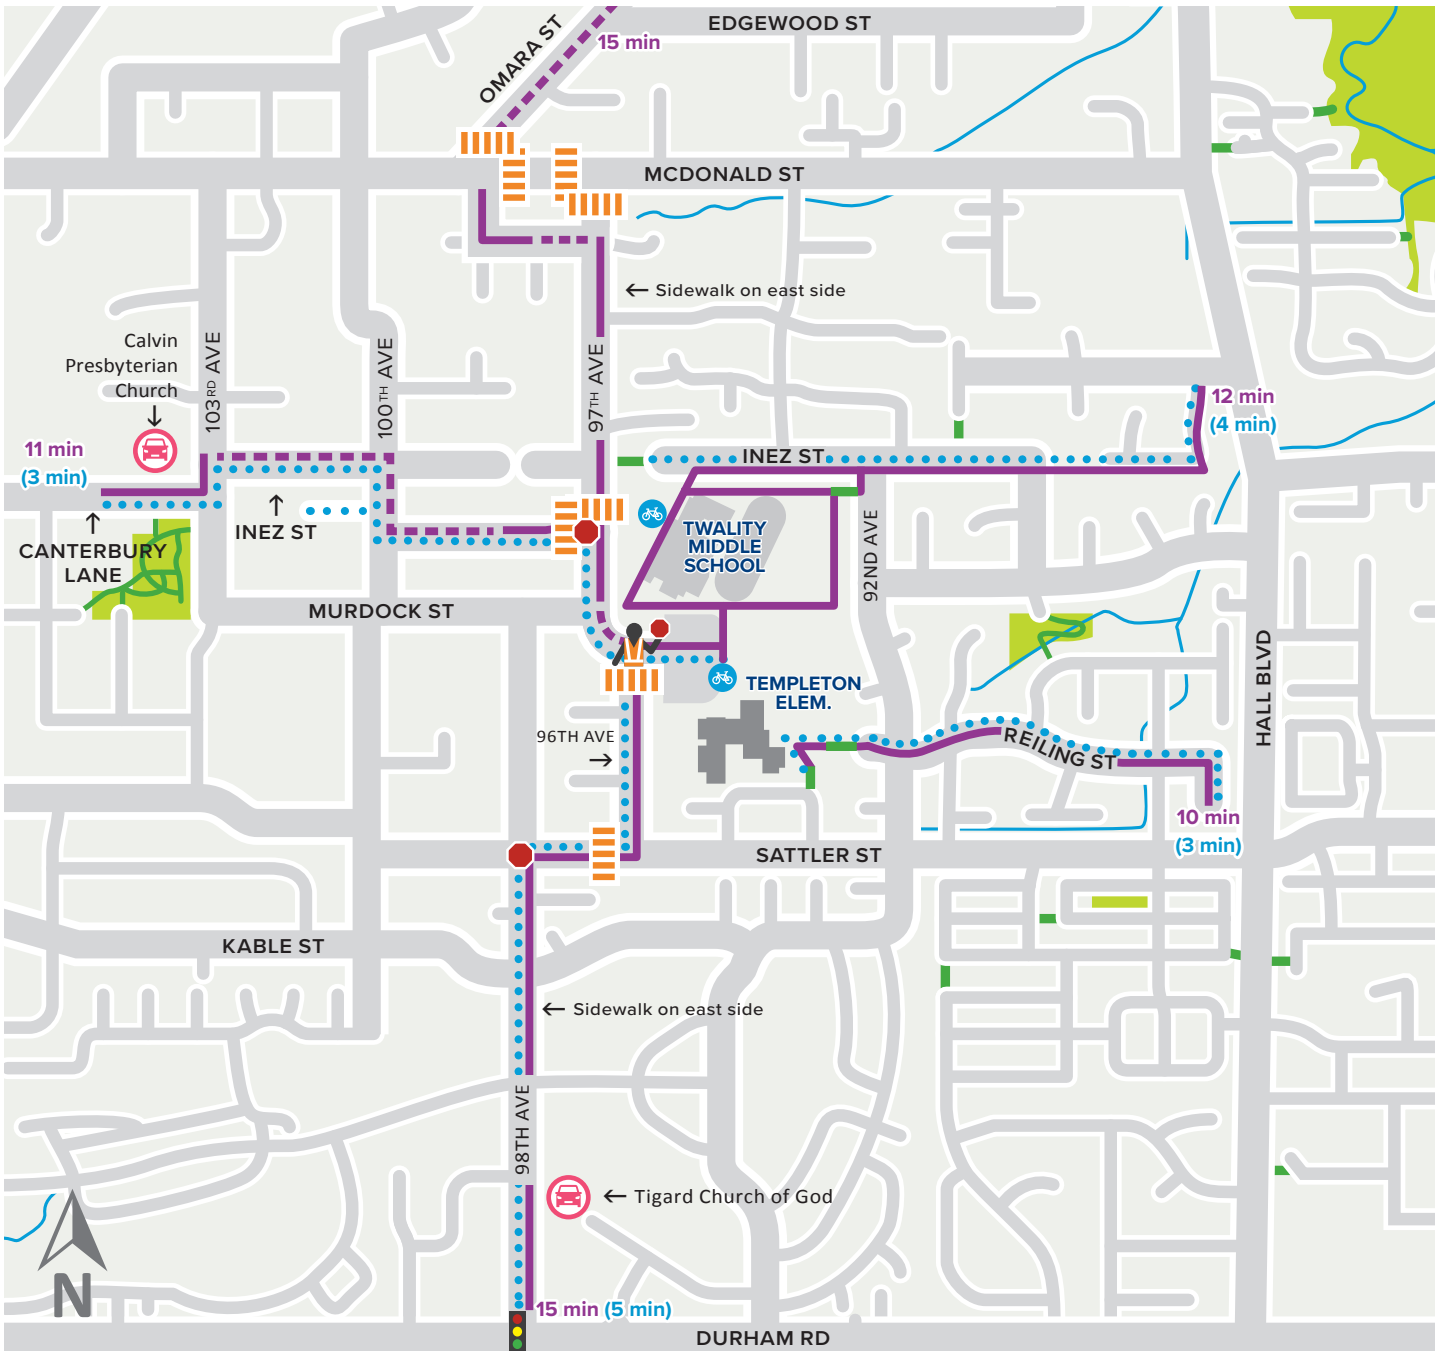 EDGEWOOD ST
OMARA ST
15 min
MCDONALD ST
← Sidewalk on east side
Calvin
Presbyterian
Church
↓
103RD AVE
100TH AVE
97TH AVE
12 min
(4 min)
11 min
(3 min)
INEZ ST
↑
INEZ ST
↑
CANTERBURY
LANE
TWALITY
MIDDLE
SCHOOL
92ND AVE
MURDOCK ST
HALL BLVD
TEMPLETON
ELEM.
96TH AVE
→
REILING ST
10 min
(3 min)
SATTLER ST
KABLE ST
← Sidewalk on east side
98TH AVE
← Tigard Church of God
N
15 min (5 min)
DURHAM RD